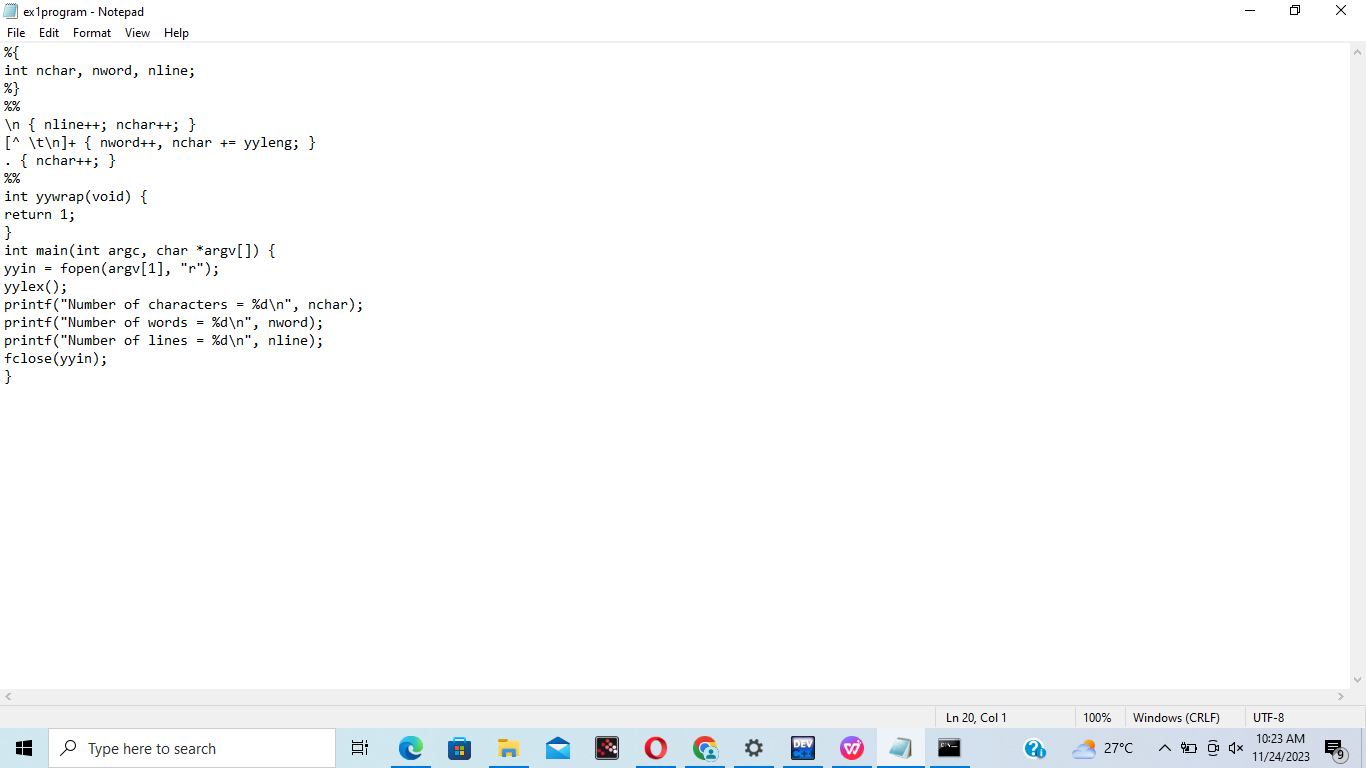 ex1program - Notepad
File Edit Format View Help
%{
int nchar, nword, nline;
%}
%%
\n { nline++; nchar++; }
[^ \t\n]+ { nword++, nchar += yyleng; }
. { nchar++; }
%%
int yywrap(void) {
return 1;
}
int main(int argc, char *argv[]) {
yyin = fopen(argv[1], "r");
yylex();
printf("Number of characters = %d\n", nchar);
printf("Number of words = %d\n", nword);
printf("Number of lines = %d\n", nline);
fclose(yyin);
}
Ln 20, Col 1 100% Windows (CRLF) UTF-8
Type here to search DEV 27°C 10:23 AM
11/24/2023 9